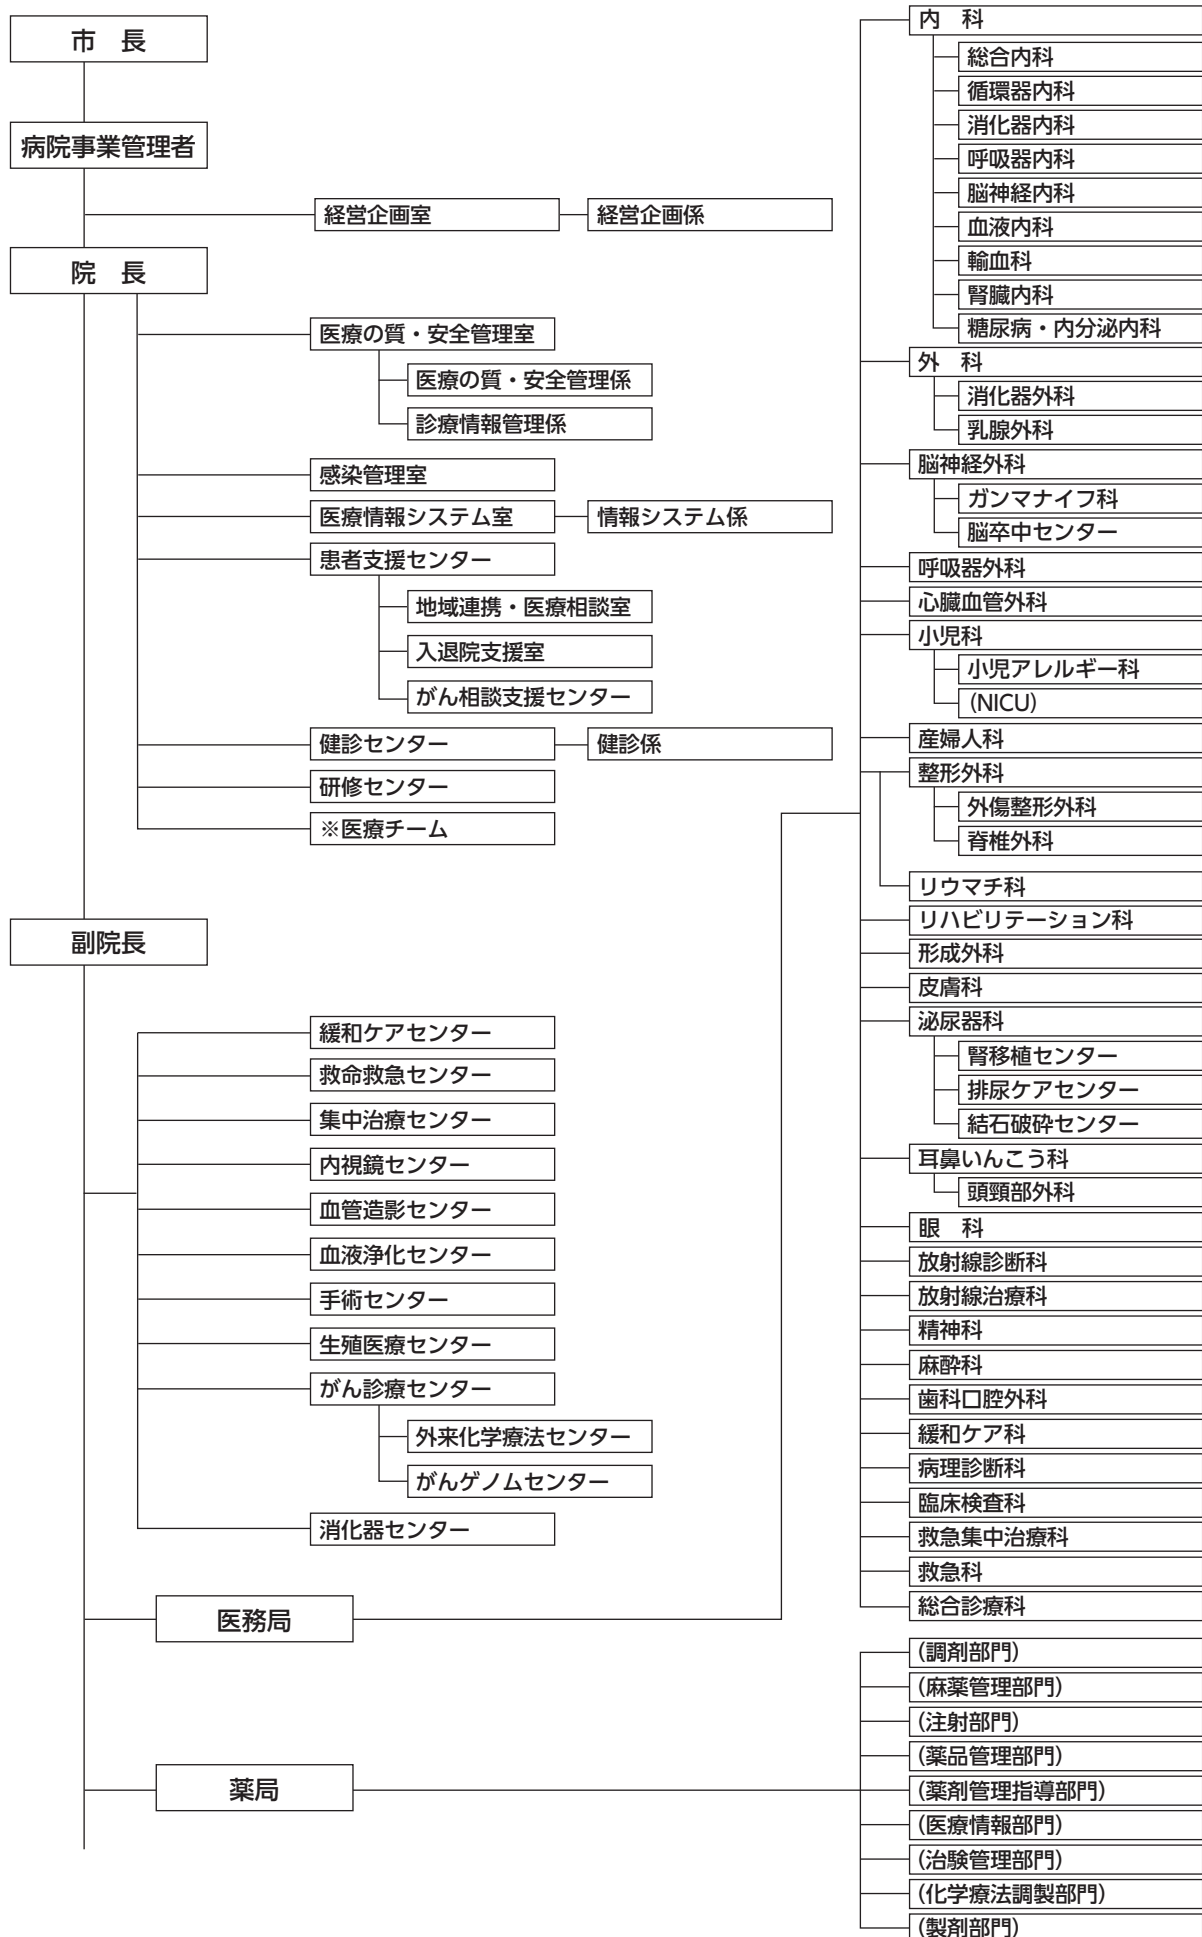 市　長
病院事業管理者
経営企画室
経営企画係
院　長
医療の質・安全管理室
医療の質・安全管理係
診療情報管理係
感染管理室
医療情報システム室
情報システム係
患者支援センター
地域連携・医療相談室
入退院支援室
がん相談支援センター
健診センター
健診係
研修センター
※医療チーム
副院長
緩和ケアセンター
救命救急センター
集中治療センター
内視鏡センター
血管造影センター
血液浄化センター
手術センター
生殖医療センター
がん診療センター
外来化学療法センター
がんゲノムセンター
消化器センター
医務局
内　科
総合内科
循環器内科
消化器内科
呼吸器内科
脳神経内科
血液内科
輸血科
腎臓内科
糖尿病・内分泌内科
外　科
消化器外科
乳腺外科
脳神経外科
ガンマナイフ科
脳卒中センター
呼吸器外科
心臓血管外科
小児科
小児アレルギー科
(NICU)
産婦人科
整形外科
外傷整形外科
脊椎外科
リウマチ科
リハビリテーション科
形成外科
皮膚科
泌尿器科
腎移植センター
排尿ケアセンター
結石破砕センター
耳鼻いんこう科
頭頸部外科
眼　科
放射線診断科
放射線治療科
精神科
麻酔科
歯科口腔外科
緩和ケア科
病理診断科
臨床検査科
救急集中治療科
救急科
総合診療科
薬局
(調剤部門)
(麻薬管理部門)
(注射部門)
(薬品管理部門)
(薬剤管理指導部門)
(医療情報部門)
(治験管理部門)
(化学療法調製部門)
(製剤部門)